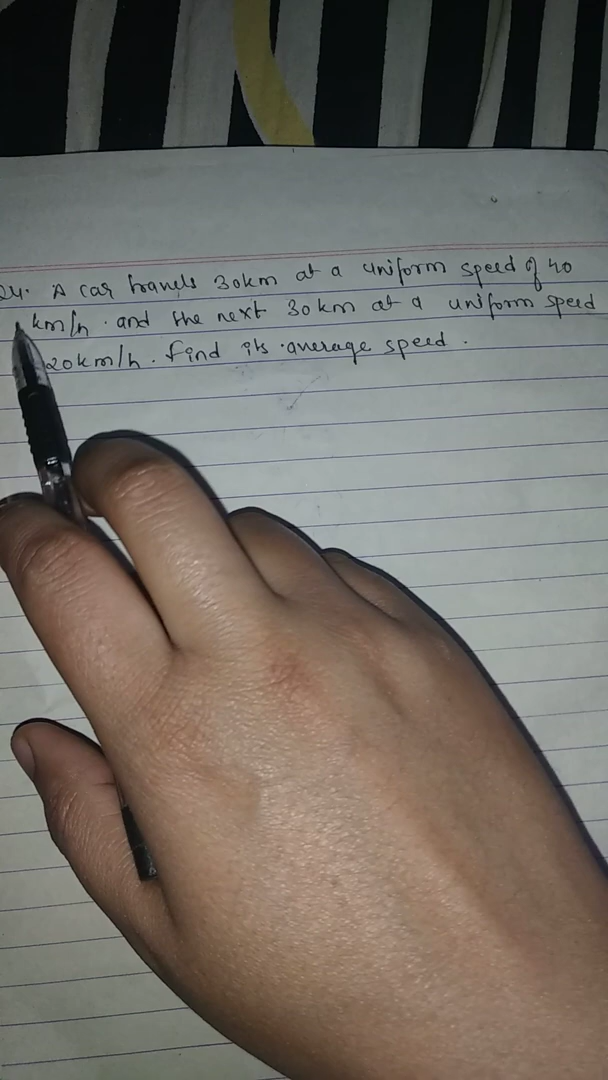 24. A car travels 30km at a uniform speed of 40
km/h. and the next 30km at a uniform speed
20km/h. find its average speed.